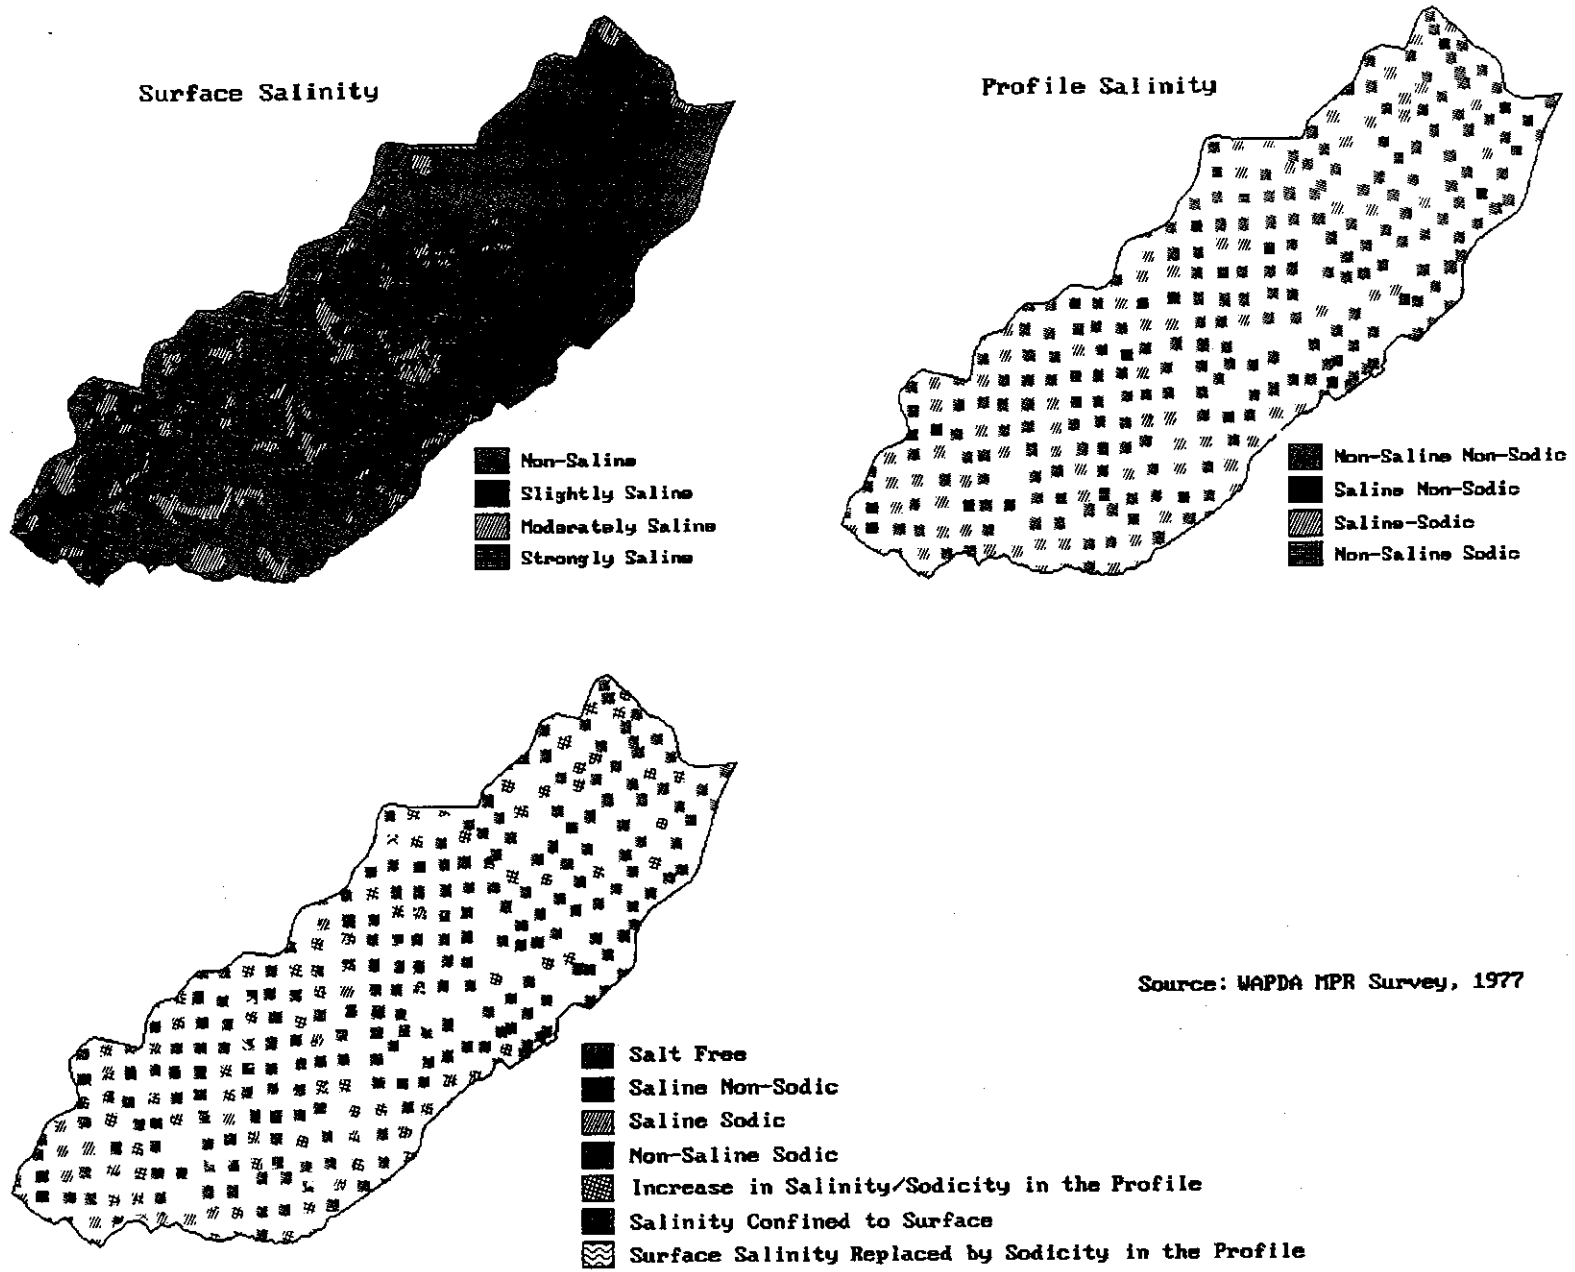 Surface Salinity
Non-Saline
Slightly Saline
Moderately Saline
Strongly Saline
Profile Salinity
Non-Saline Non-Sodic
Saline Non-Sodic
Saline-Sodic
Non-Saline Sodic
Source: WAPDA MPR Survey, 1977
Salt Free
Saline Non-Sodic
Saline Sodic
Non-Saline Sodic
Increase in Salinity/Sodicity in the Profile
Salinity Confined to Surface
Surface Salinity Replaced by Sodicity in the Profile